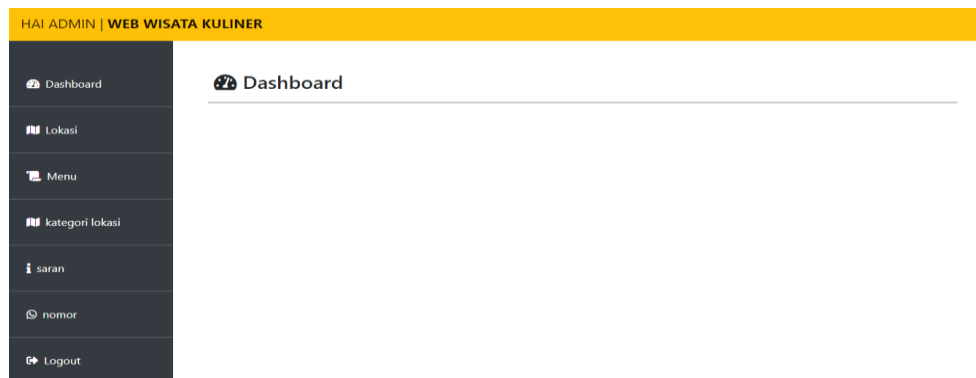 HAI ADMIN | WEB WISATA KULINER
Dashboard
Lokasi
Menu
kategori lokasi
saran
nomor
Logout
Dashboard